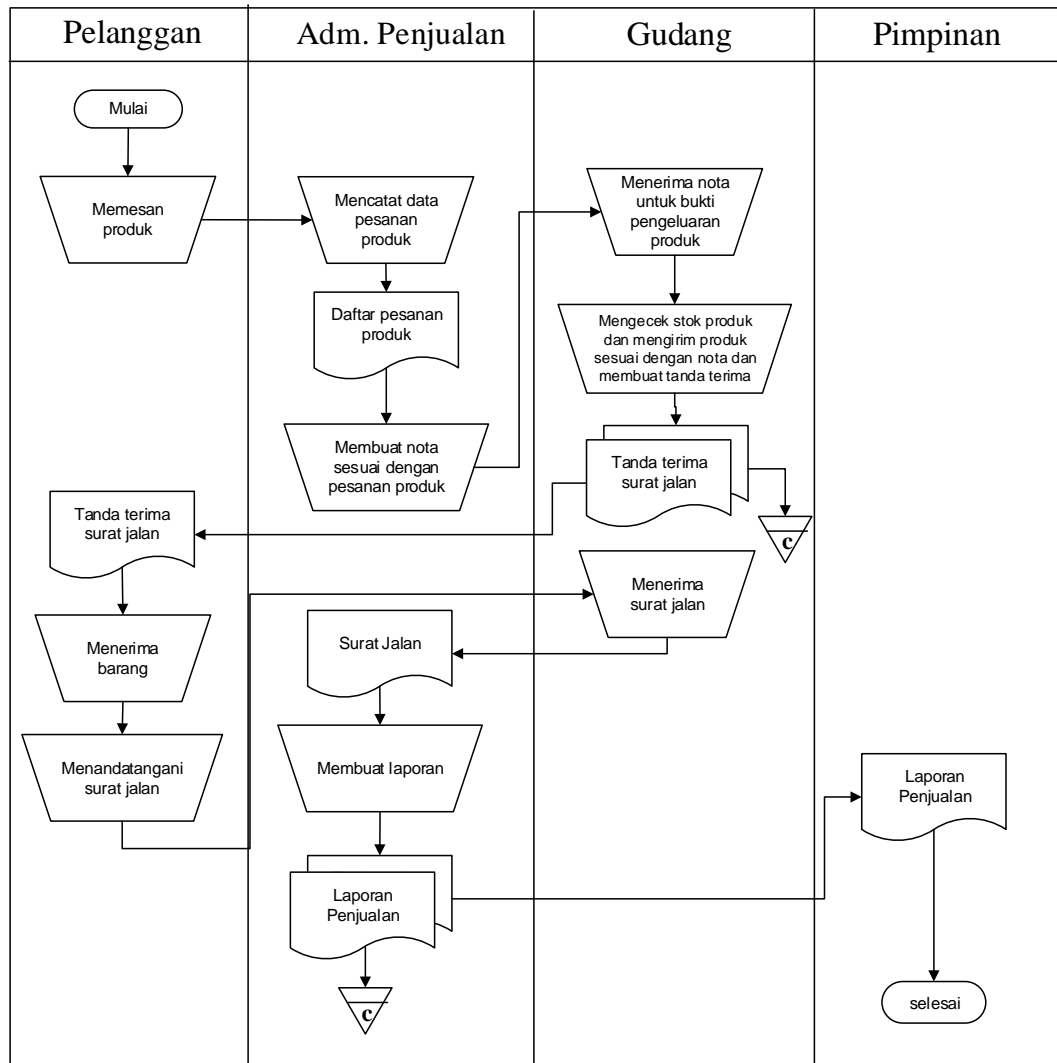 Pelanggan
Adm. Penjualan
Gudang
Pimpinan
Mulai
Memesan
produk
Mencatat data
pesanan
produk
Daftar pesanan
produk
Membuat nota
sesuai dengan
pesanan produk
Menerima nota
untuk bukti
pengeluaran
produk
Mengecek stok produk
dan mengirim produk
sesuai dengan nota dan
membuat tanda terima
Tanda terima
surat jalan
c
Tanda terima
surat jalan
Menerima
barang
Menandatangani
surat jalan
Menerima
surat jalan
Surat Jalan
Membuat laporan
Laporan
Penjualan
c
Laporan
Penjualan
selesai